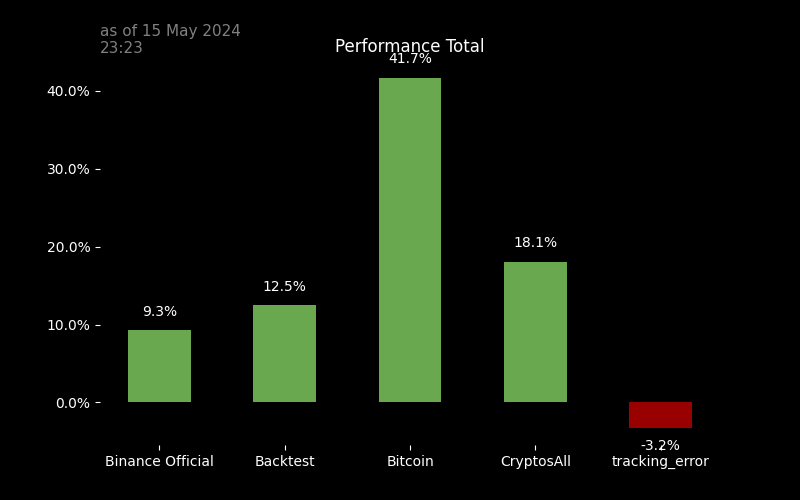 as of 15 May 2024
23:23
Performance Total
41.7%
40.0%
30.0%
20.0%
10.0%
0.0%
9.3%
12.5%
18.1%
-3.2%
Binance Official
Backtest
Bitcoin
CryptosAll
tracking_error